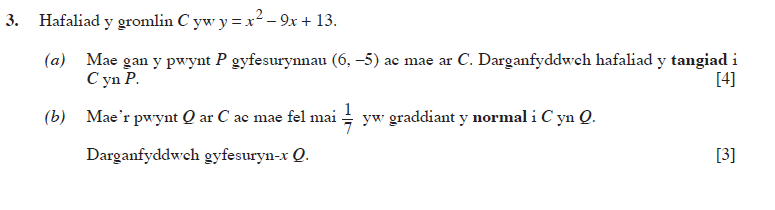 3. Hafaliad y gromlin C yw y = x² – 9x + 13.
(a) Mae gan y pwynt P gyfesurynnau (6, –5) ac mae ar C. Darganfyddwch hafaliad y tangiad i
C yn P. [4]
(b) Mae'r pwynt Q ar C ac mae fel mai 1/7 yw graddiant y normal i C yn Q.
Darganfyddwch gyfesuryn-x Q. [3]